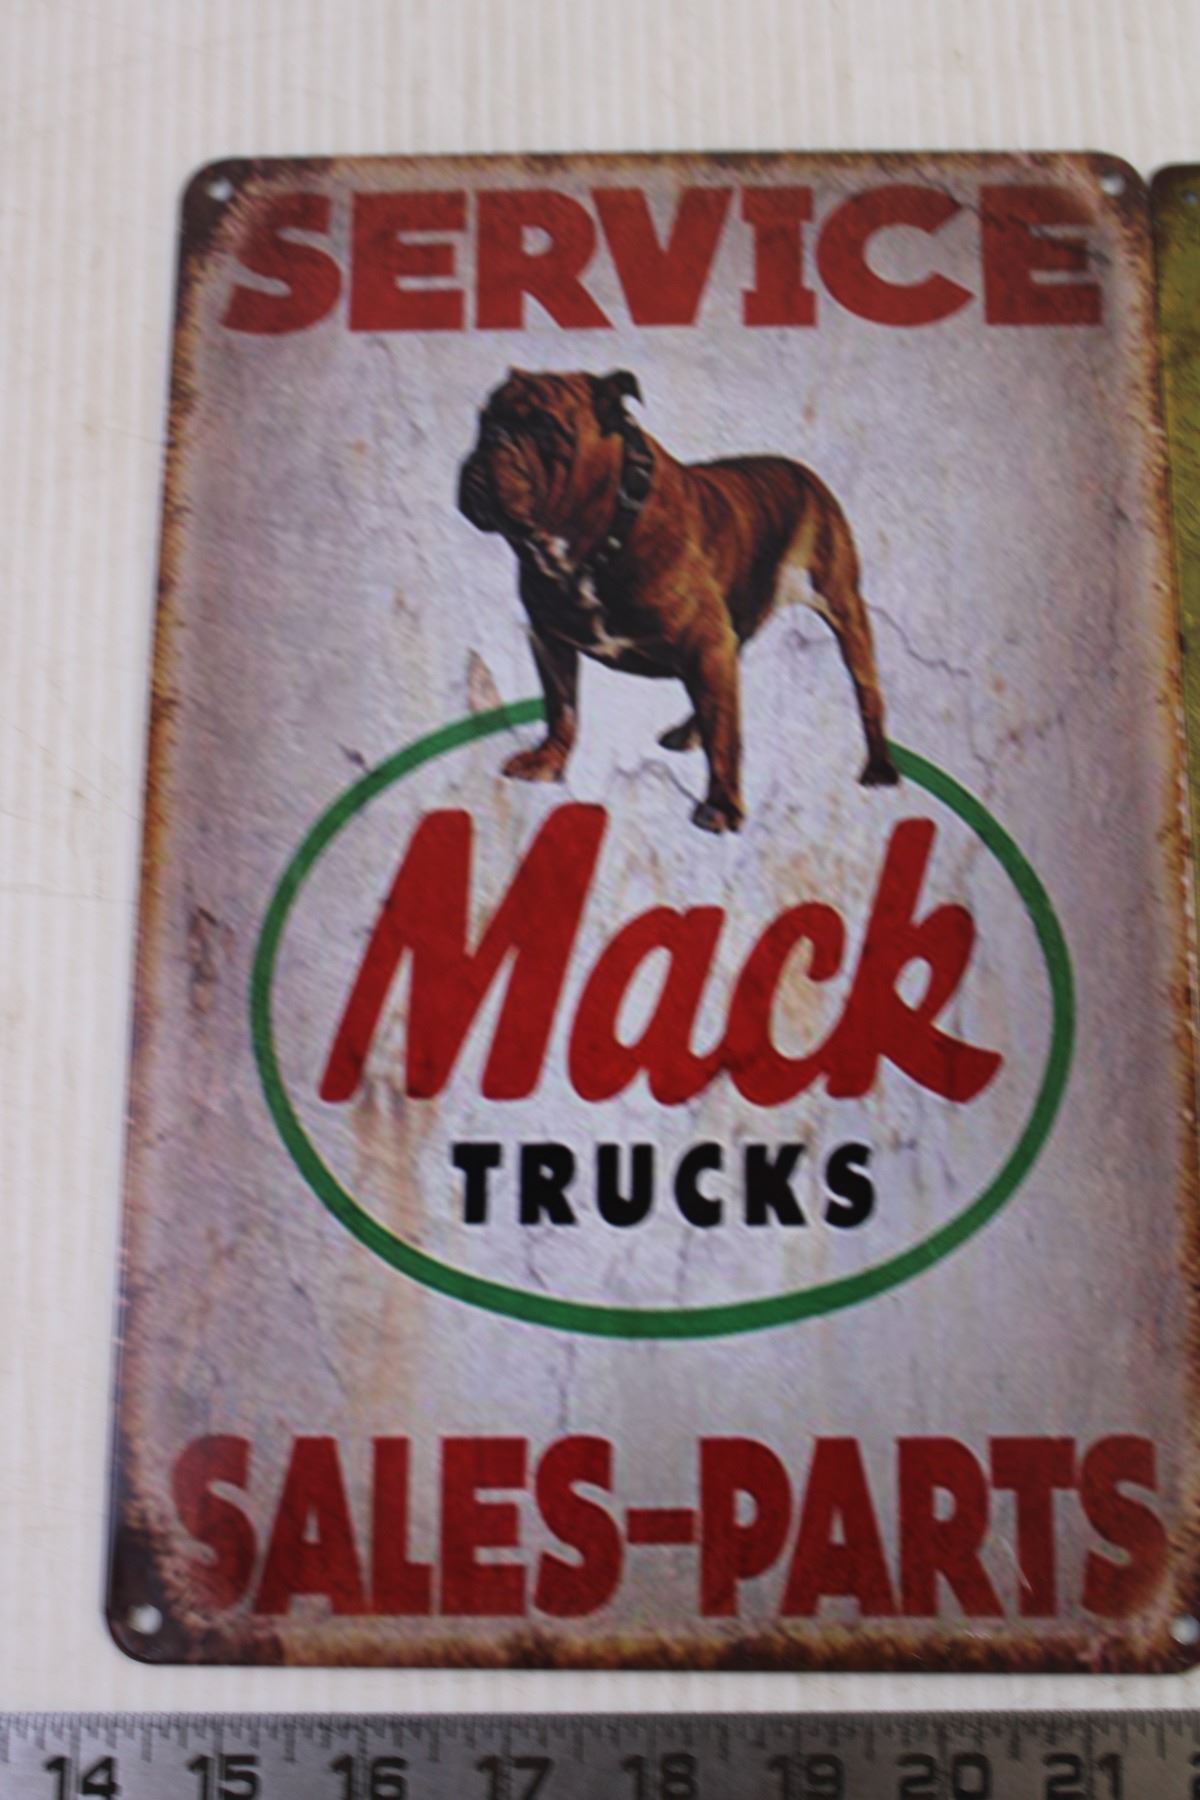 SERVICE
Mack
TRUCKS
SALES-PARTS
14 15 16 17 18 19 20 21